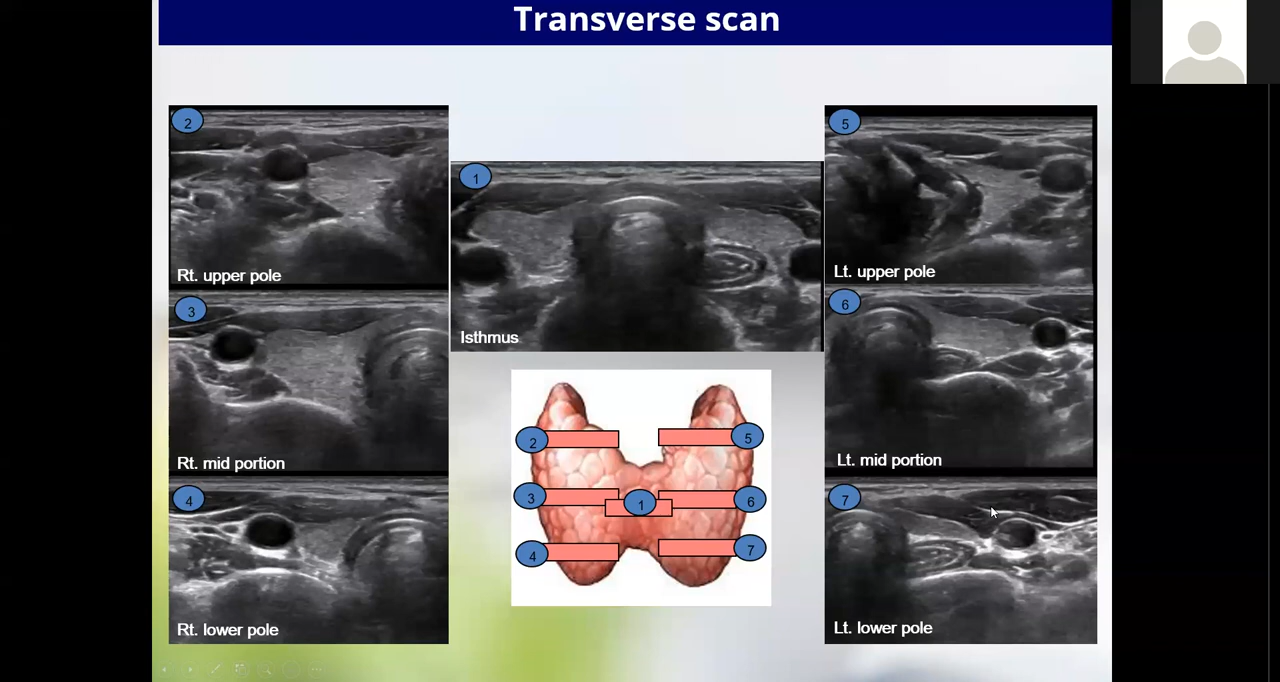 Transverse scan
2
Rt. upper pole
1
Isthmus
5
Lt. upper pole
3
Rt. mid portion
6
Lt. mid portion
4
Rt. lower pole
7
Lt. lower pole
2
5
3
1
6
4
7